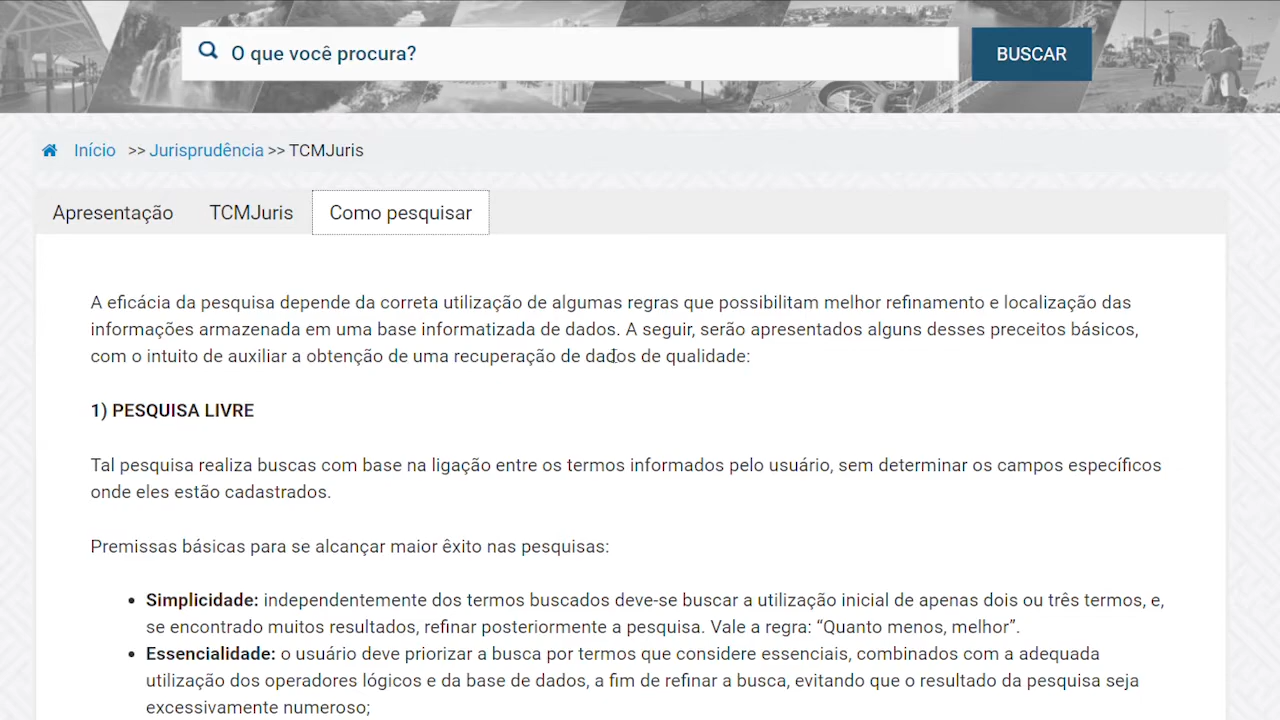 O que você procura?
BUSCAR
Início >> Jurisprudência >> TCMJuris
Apresentação TCMJuris Como pesquisar
A eficácia da pesquisa depende da correta utilização de algumas regras que possibilitam melhor refinamento e localização das
informações armazenada em uma base informatizada de dados. A seguir, serão apresentados alguns desses preceitos básicos,
com o intuito de auxiliar a obtenção de uma recuperação de dados de qualidade:
1) PESQUISA LIVRE
Tal pesquisa realiza buscas com base na ligação entre os termos informados pelo usuário, sem determinar os campos específicos
onde eles estão cadastrados.
Premissas básicas para se alcançar maior êxito nas pesquisas:
• Simplicidade: independentemente dos termos buscados deve-se buscar a utilização inicial de apenas dois ou três termos, e,
se encontrado muitos resultados, refinar posteriormente a pesquisa. Vale a regra: “Quanto menos, melhor”.
• Essencialidade: o usuário deve priorizar a busca por termos que considere essenciais, combinados com a adequada
utilização dos operadores lógicos e da base de dados, a fim de refinar a busca, evitando que o resultado da pesquisa seja
excessivamente numeroso;